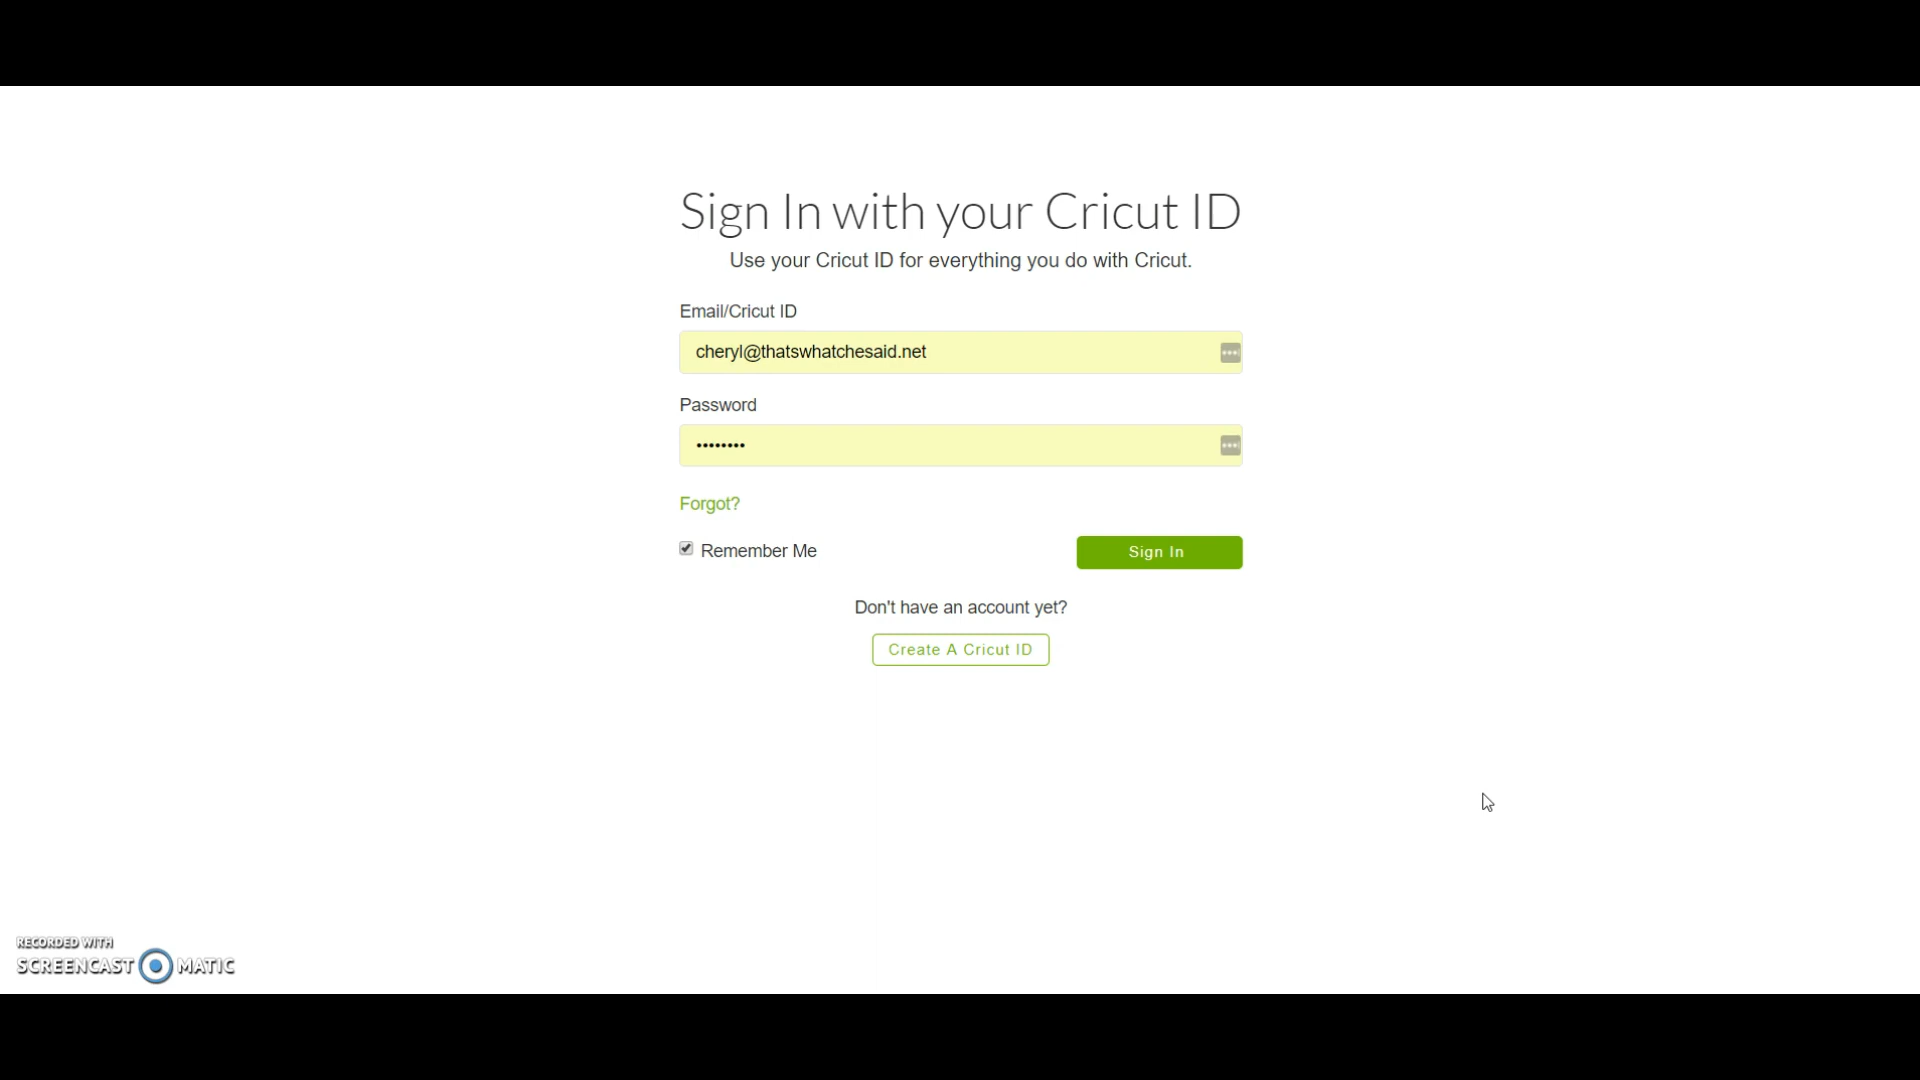 Sign In with your Cricut ID
Use your Cricut ID for everything you do with Cricut.
Email/Cricut ID
cheryl@thatswhatchesaid.net
Password
••••••••
Forgot?
Remember Me
Sign In
Don't have an account yet?
Create A Cricut ID
RECORDED WITH
SCREENCAST MATIC